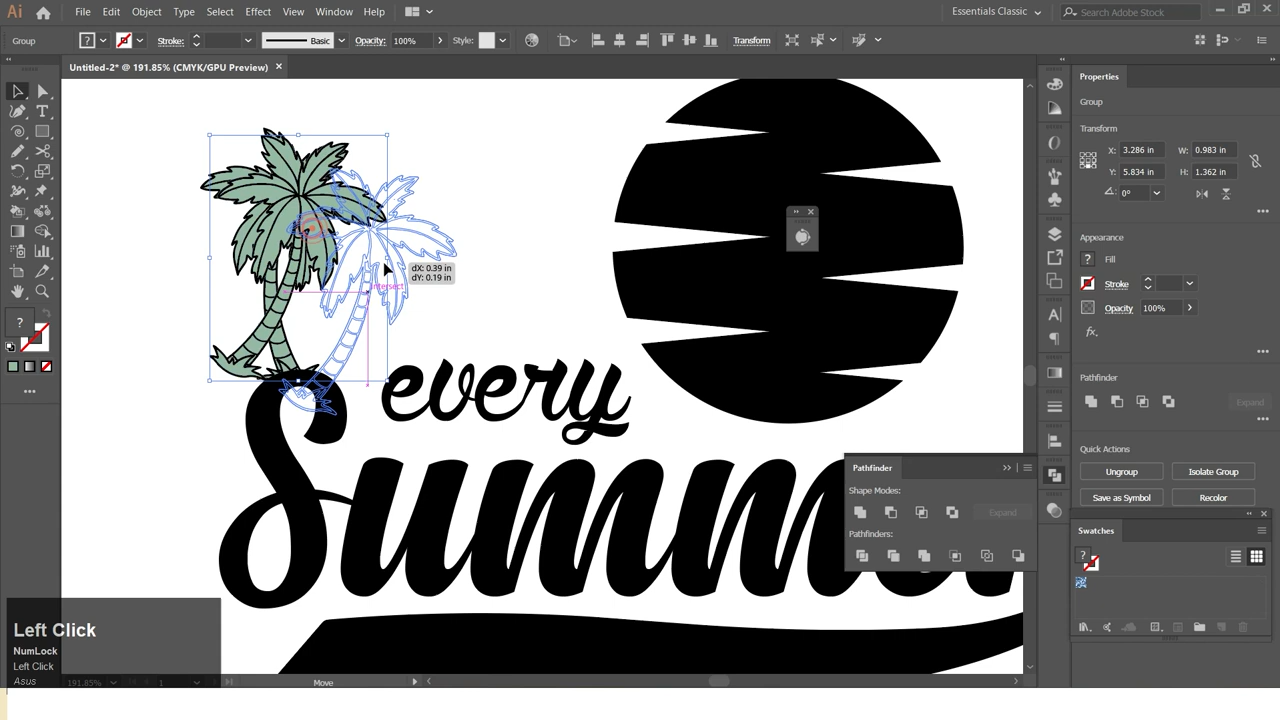 Ai File Edit Object Type Select Effect View Window Help Essentials Classic Search Adobe Stock
Group ? Stroke: Basic Opacity: 100% Style: Transform
Untitled-2* @ 191.85% (CMYK/GPU Preview) ×
Properties
Group
Transform
X: 3.286 in W: 0.983 in
Y: 5.834 in H: 1.362 in
0°
Appearance
? Fill
Stroke
Opacity 100%
fx.
Pathfinder
Expand
Quick Actions
Ungroup Isolate Group
Save as Symbol Recolor
Swatches
?
dX: 0.39 in
dY: 0.19 in
intersect
every
Summer
Pathfinder
Shape Modes:
Expand
Pathfinders:
?
Left Click
NumLock
Left Click
Asus
191.85% 1 Move